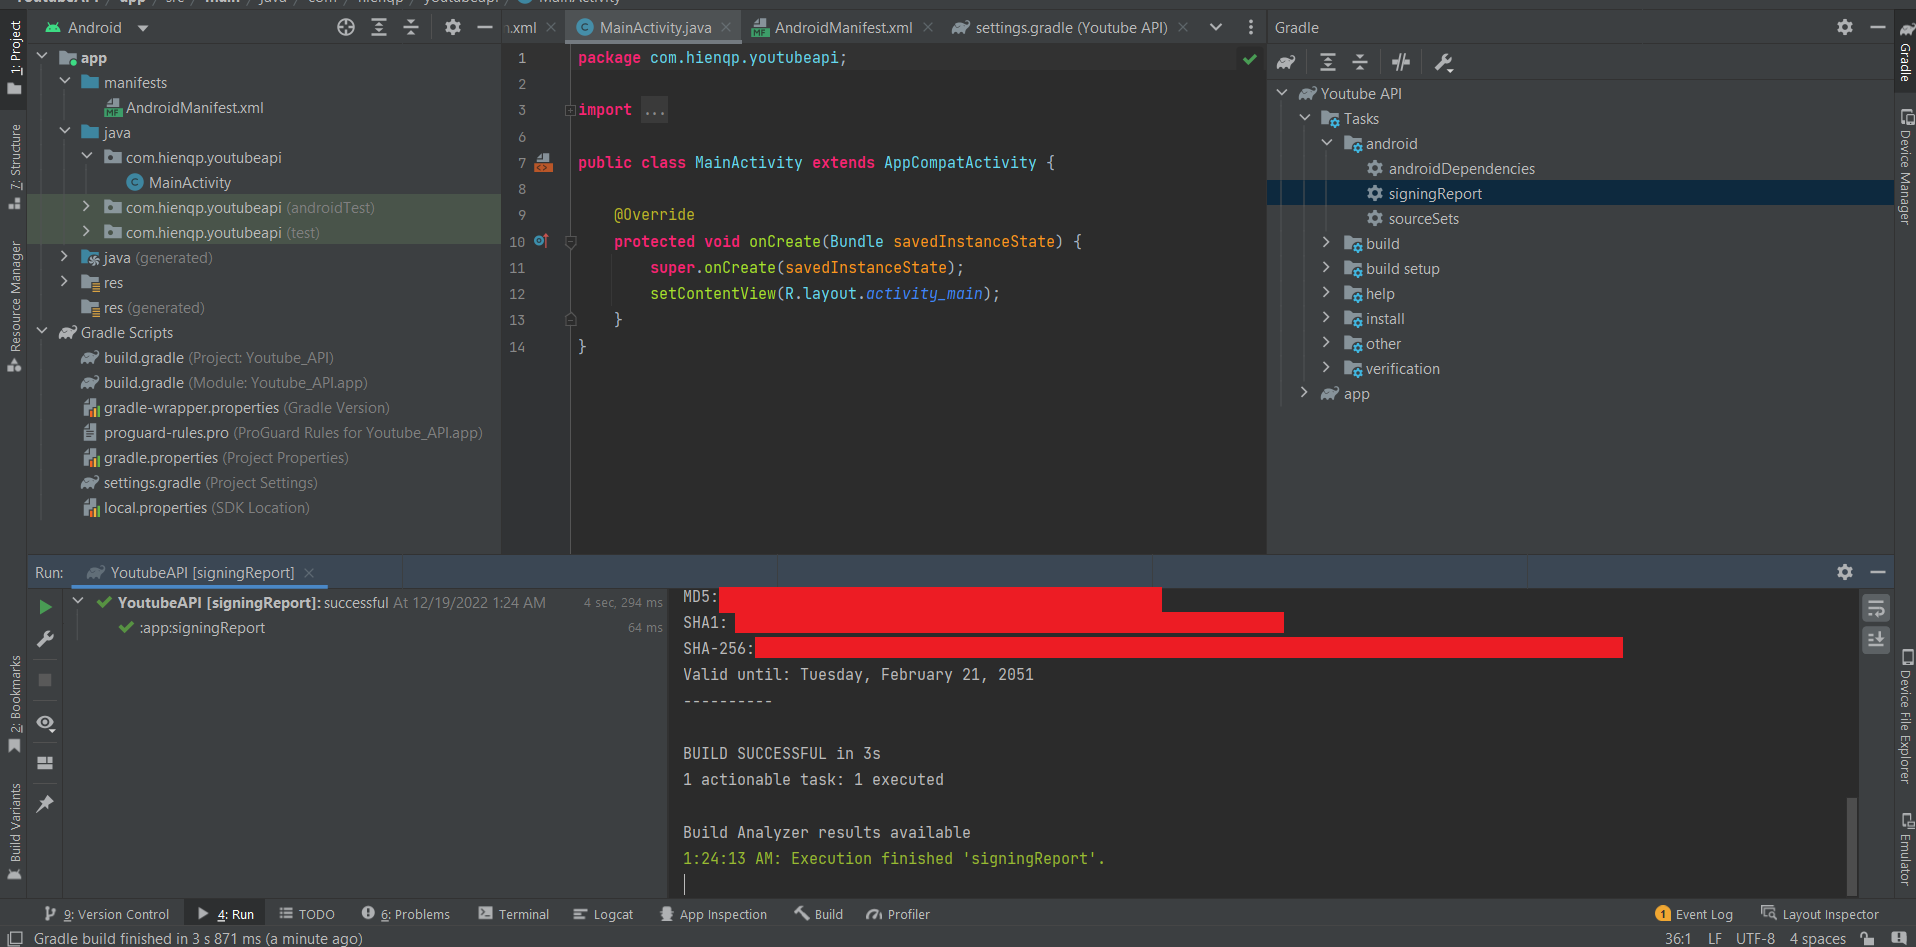 YoutubeAPI app src main java com hienqp youtubeapi MainActivity
1: Project
7: Structure
Resource Manager
2: Bookmarks
Build Variants
Android
app
manifests
AndroidManifest.xml
java
com.hienqp.youtubeapi
MainActivity
com.hienqp.youtubeapi (androidTest)
com.hienqp.youtubeapi (test)
java (generated)
res
res (generated)
Gradle Scripts
build.gradle (Project: Youtube_API)
build.gradle (Module: Youtube_API.app)
gradle-wrapper.properties (Gradle Version)
proguard-rules.pro (ProGuard Rules for Youtube_API.app)
gradle.properties (Project Properties)
settings.gradle (Project Settings)
local.properties (SDK Location)
.xml MainActivity.java AndroidManifest.xml settings.gradle (Youtube API)
1 package com.hienqp.youtubeapi;
2
3 import ...
6
7 public class MainActivity extends AppCompatActivity {
8
9 @Override
10 protected void onCreate(Bundle savedInstanceState) {
11 super.onCreate(savedInstanceState);
12 setContentView(R.layout.activity_main);
13 }
14 }
Gradle
Youtube API
Tasks
android
androidDependencies
signingReport
sourceSets
build
build setup
help
install
other
verification
app
Gradle
Device Manager
Device File Explorer
Emulator
Run: YoutubeAPI [signingReport]
YoutubeAPI [signingReport]: successful At 12/19/2022 1:24 AM 4 sec, 294 ms
:app:signingReport 64 ms
MD5:
SHA1:
SHA-256:
Valid until: Tuesday, February 21, 2051
----------
BUILD SUCCESSFUL in 3s
1 actionable task: 1 executed
Build Analyzer results available
1:24:13 AM: Execution finished 'signingReport'.
9: Version Control 4: Run TODO 6: Problems Terminal Logcat App Inspection Build Profiler 1 Event Log Layout Inspector
Gradle build finished in 3 s 871 ms (a minute ago) 36:1 LF UTF-8 4 spaces